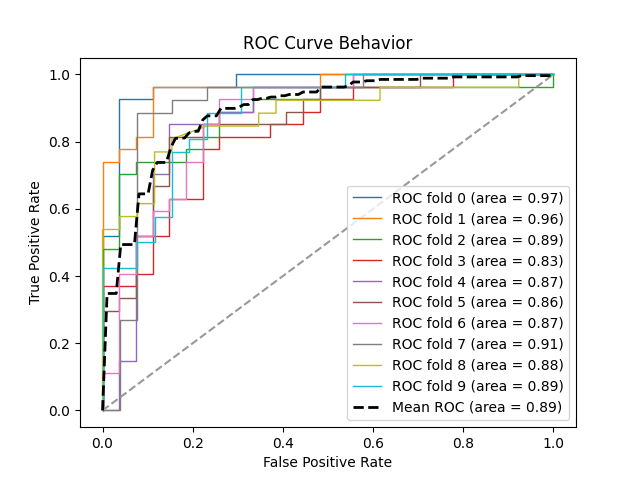 ROC Curve Behavior
True Positive Rate
1.0
0.8
0.6
0.4
0.2
0.0
ROC fold 0 (area = 0.97)
ROC fold 1 (area = 0.96)
ROC fold 2 (area = 0.89)
ROC fold 3 (area = 0.83)
ROC fold 4 (area = 0.87)
ROC fold 5 (area = 0.86)
ROC fold 6 (area = 0.87)
ROC fold 7 (area = 0.91)
ROC fold 8 (area = 0.88)
ROC fold 9 (area = 0.89)
Mean ROC (area = 0.89)
0.0 0.2 0.4 0.6 0.8 1.0
False Positive Rate